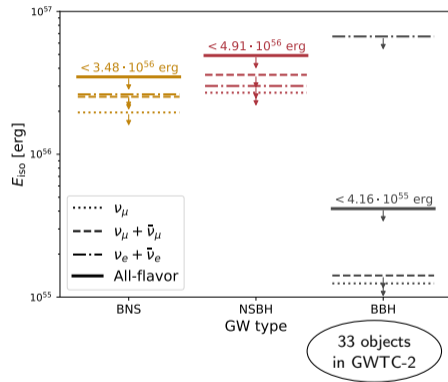 10^57
< 3.48 · 10^56 erg
< 4.91 · 10^56 erg
E_iso [erg]
10^56
< 4.16 · 10^55 erg
ν_μ
ν_μ + ν̄_μ
ν_e + ν̄_e
All-flavor
10^55
BNS NSBH BBH
GW type
33 objects
in GWTC-2